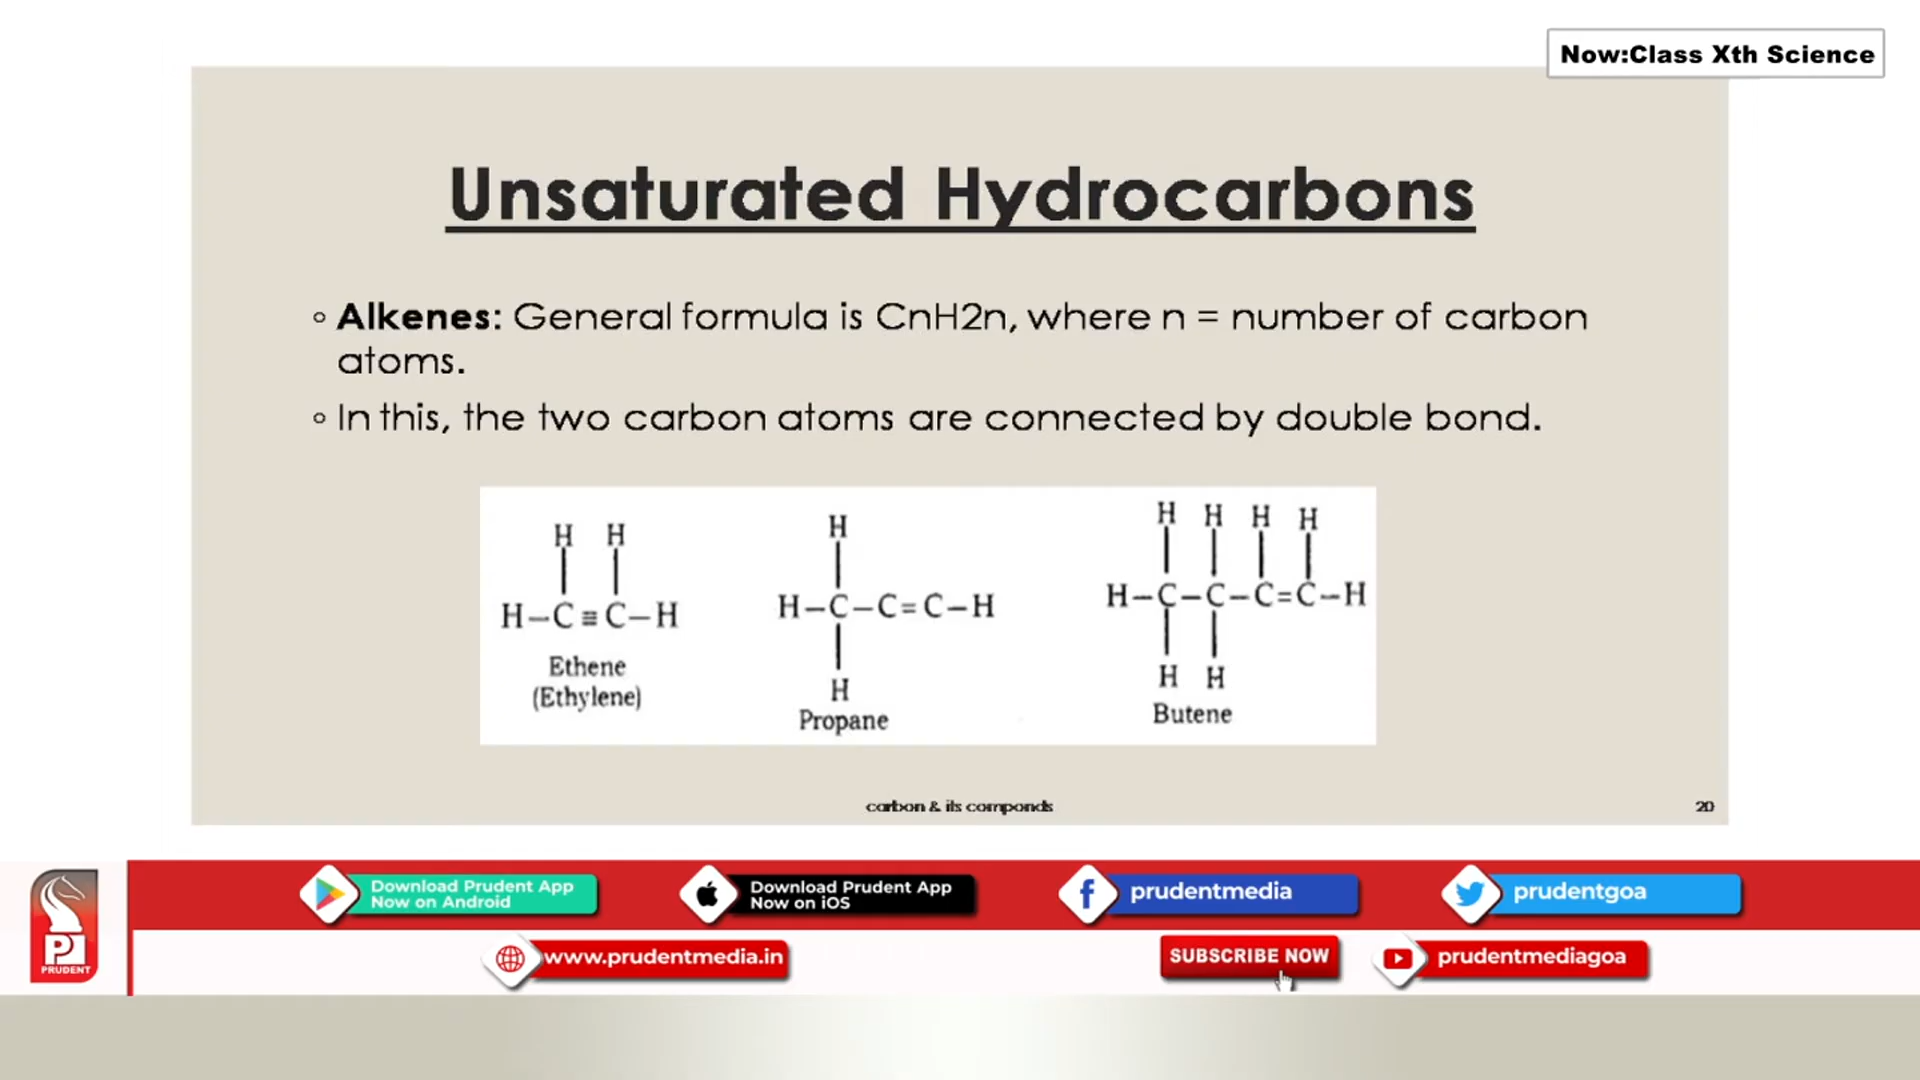 Now:Class Xth Science
Unsaturated Hydrocarbons
◦ Alkenes: General formula is CnH2n, where n = number of carbon
atoms.
◦ In this, the two carbon atoms are connected by double bond.
H H
H–C≡C–H
Ethene
(Ethylene)
H
H–C–C=C–H
H
Propane
H H H H
H–C–C–C=C–H
H H
Butene
carbon & its componds
20
PRUDENT
Download Prudent App
Now on Android
Download Prudent App
Now on iOS
prudentmedia
prudentgoa
www.prudentmedia.in
SUBSCRIBE NOW
prudentmediagoa